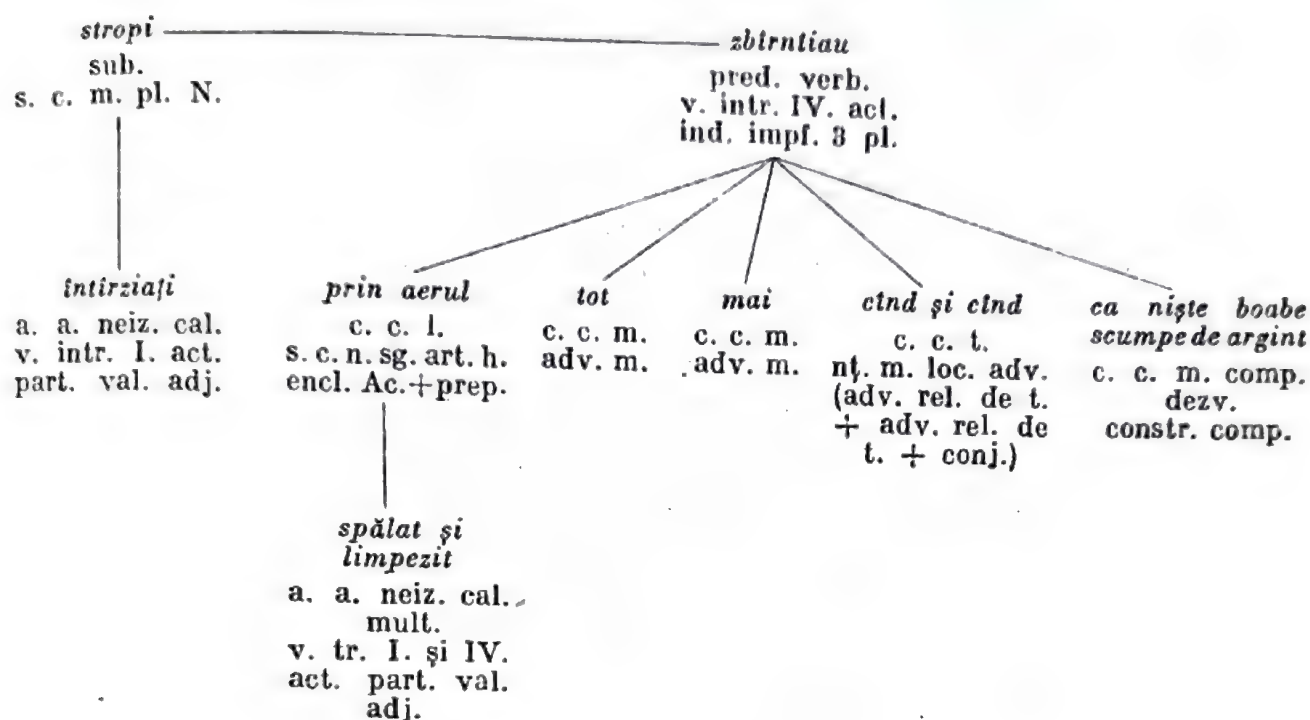 stropi
sub.
s. c. m. pl. N.
zbîrnîiau
pred. verb.
v. intr. IV. act.
ind. impf. 3 pl.
întîrziați
a. a. neiz. cal.
v. intr. I. act.
part. val. adj.
prin aerul
c. c. l.
s. c. n. sg. art. h.
encl. Ac.+prep.
tot
c. c. m.
adv. m.
mai
c. c. m.
adv. m.
cînd și cînd
c. c. t.
nț. m. loc. adv.
(adv. rel. de t.
+ adv. rel. de
t. + conj.)
ca niște boabe
scumpe de argint
c. c. m. comp.
dezv.
constr. comp.
spălat și
limpezit
a. a. neiz. cal.
mult.
v. tr. I. și IV.
act. part. val.
adj.